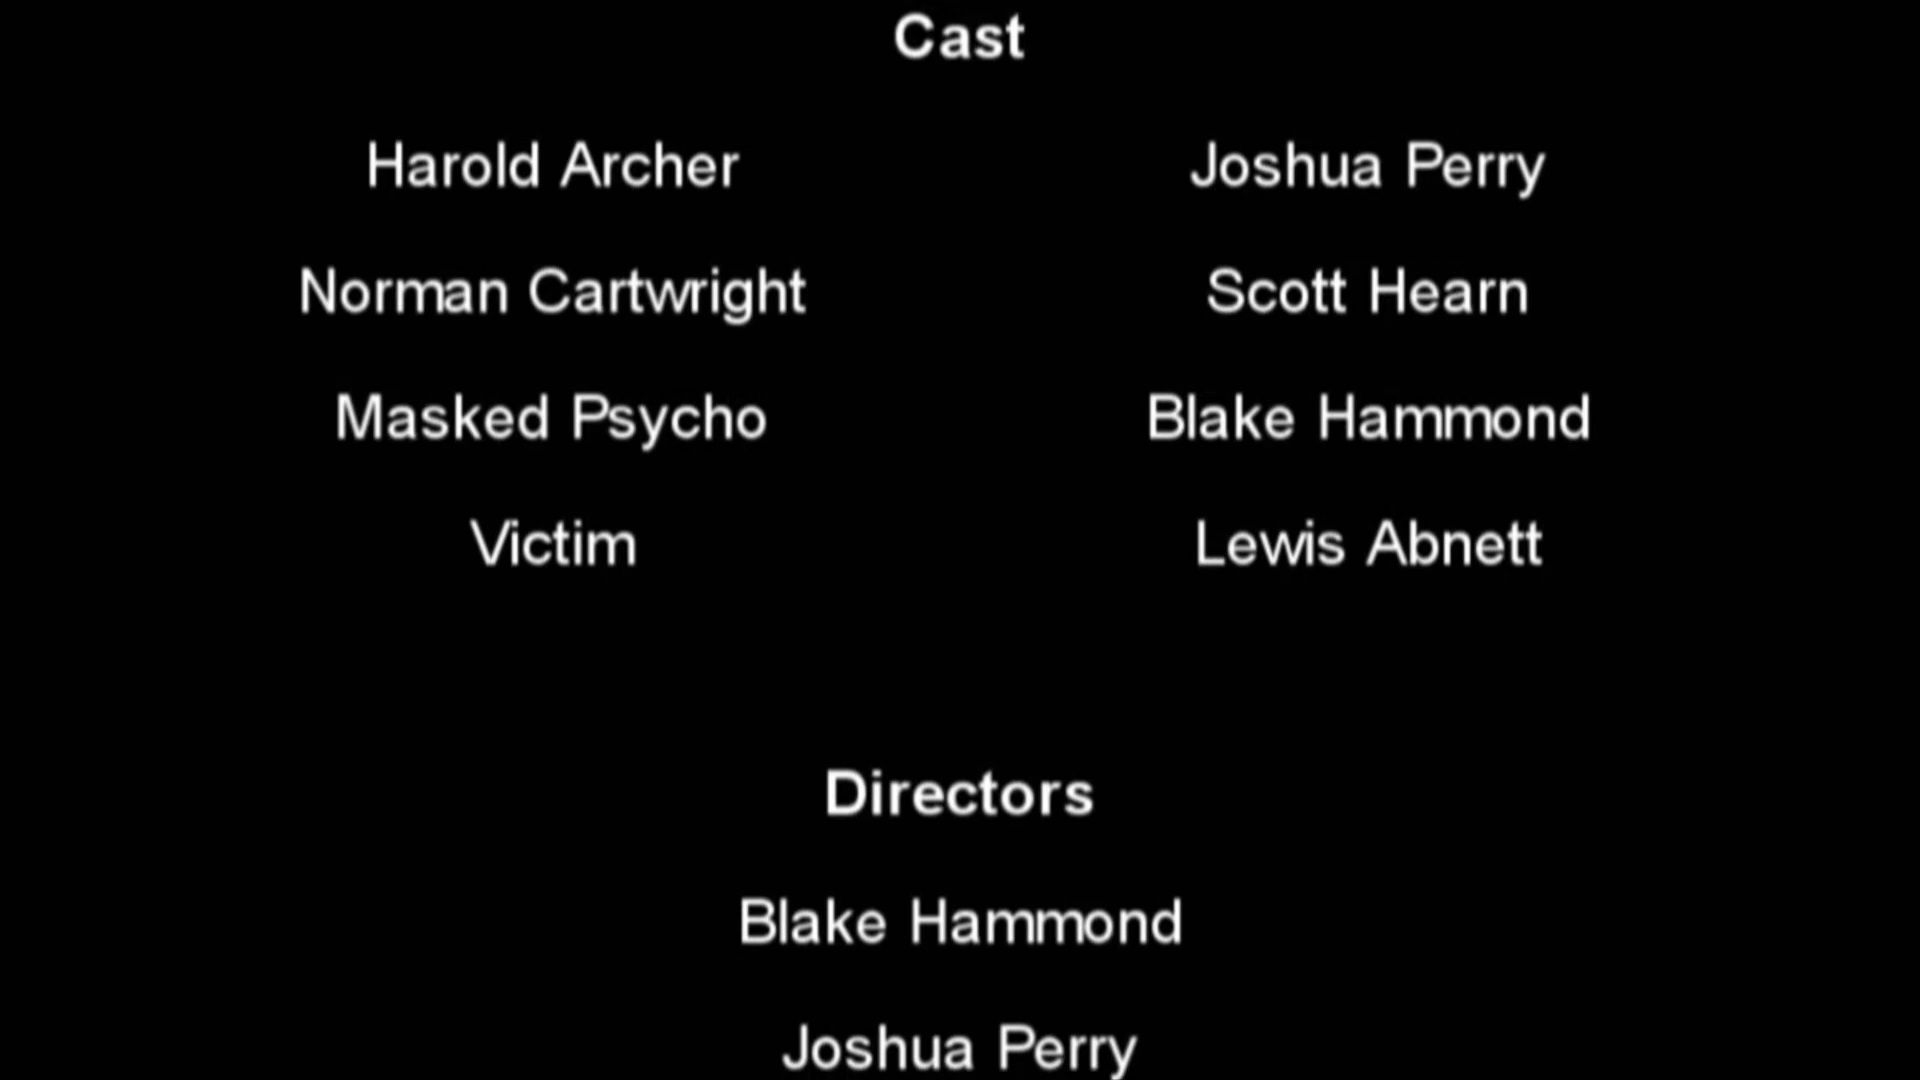 Cast
Harold Archer Joshua Perry
Norman Cartwright Scott Hearn
Masked Psycho Blake Hammond
Victim Lewis Abnett
Directors
Blake Hammond
Joshua Perry